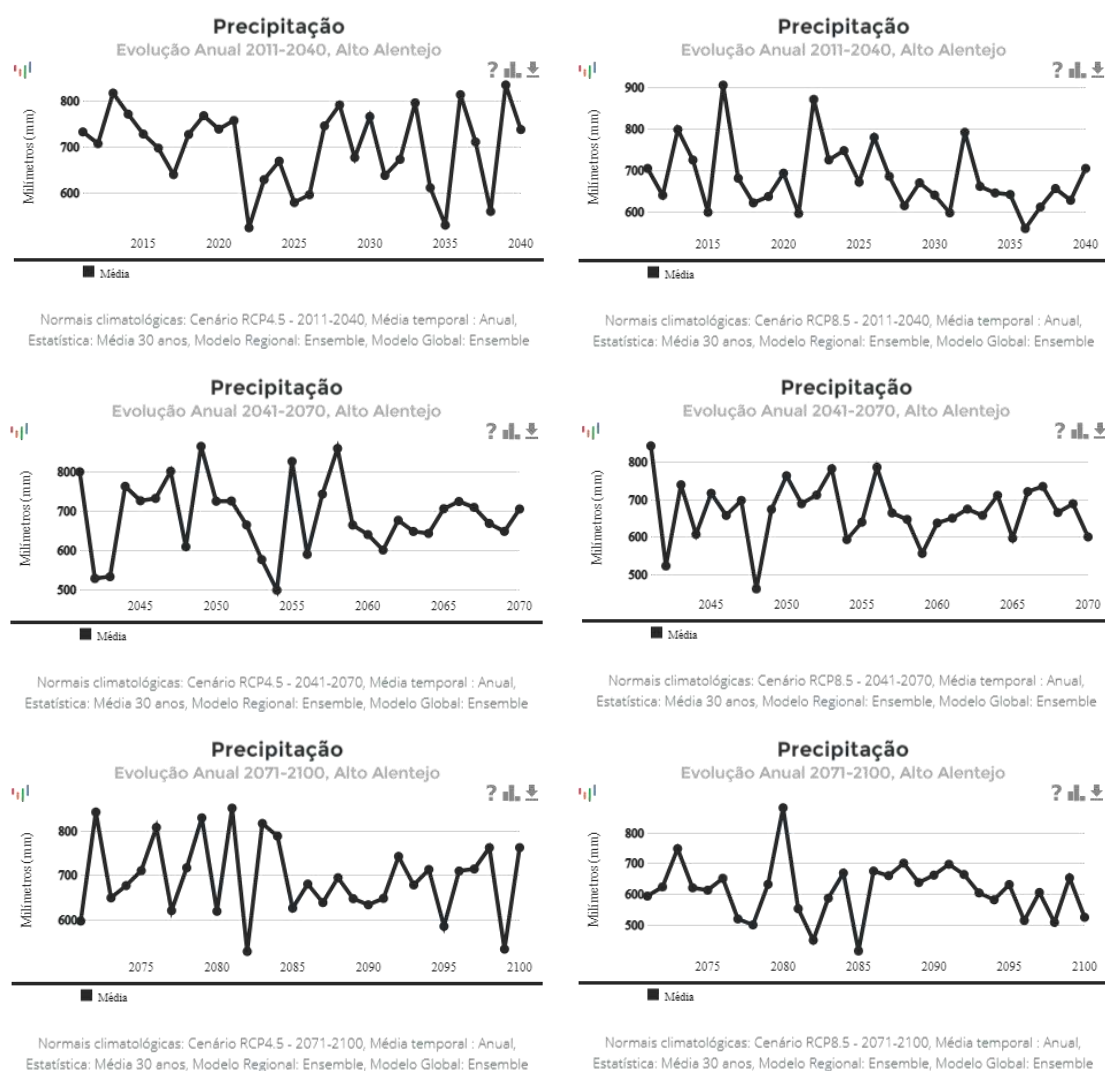 Precipitação
Evolução Anual 2011-2040, Alto Alentejo
?
Milímetros (mm)
800
700
600
2015 2020 2025 2030 2035 2040
Média
Normais climatológicas: Cenário RCP4.5 - 2011-2040, Média temporal : Anual,
Estatística: Média 30 anos, Modelo Regional: Ensemble, Modelo Global: Ensemble
Precipitação
Evolução Anual 2011-2040, Alto Alentejo
?
Milímetros (mm)
900
800
700
600
2015 2020 2025 2030 2035 2040
Média
Normais climatológicas: Cenário RCP8.5 - 2011-2040, Média temporal : Anual,
Estatística: Média 30 anos, Modelo Regional: Ensemble, Modelo Global: Ensemble
Precipitação
Evolução Anual 2041-2070, Alto Alentejo
?
Milímetros (mm)
800
700
600
500
2045 2050 2055 2060 2065 2070
Média
Normais climatológicas: Cenário RCP4.5 - 2041-2070, Média temporal : Anual,
Estatística: Média 30 anos, Modelo Regional: Ensemble, Modelo Global: Ensemble
Precipitação
Evolução Anual 2041-2070, Alto Alentejo
?
Milímetros (mm)
800
700
600
500
2045 2050 2055 2060 2065 2070
Média
Normais climatológicas: Cenário RCP8.5 - 2041-2070, Média temporal : Anual,
Estatística: Média 30 anos, Modelo Regional: Ensemble, Modelo Global: Ensemble
Precipitação
Evolução Anual 2071-2100, Alto Alentejo
?
Milímetros (mm)
800
700
600
2075 2080 2085 2090 2095 2100
Média
Normais climatológicas: Cenário RCP4.5 - 2071-2100, Média temporal : Anual,
Estatística: Média 30 anos, Modelo Regional: Ensemble, Modelo Global: Ensemble
Precipitação
Evolução Anual 2071-2100, Alto Alentejo
?
Milímetros (mm)
800
700
600
500
2075 2080 2085 2090 2095 2100
Média
Normais climatológicas: Cenário RCP8.5 - 2071-2100, Média temporal : Anual,
Estatística: Média 30 anos, Modelo Regional: Ensemble, Modelo Global: Ensemble